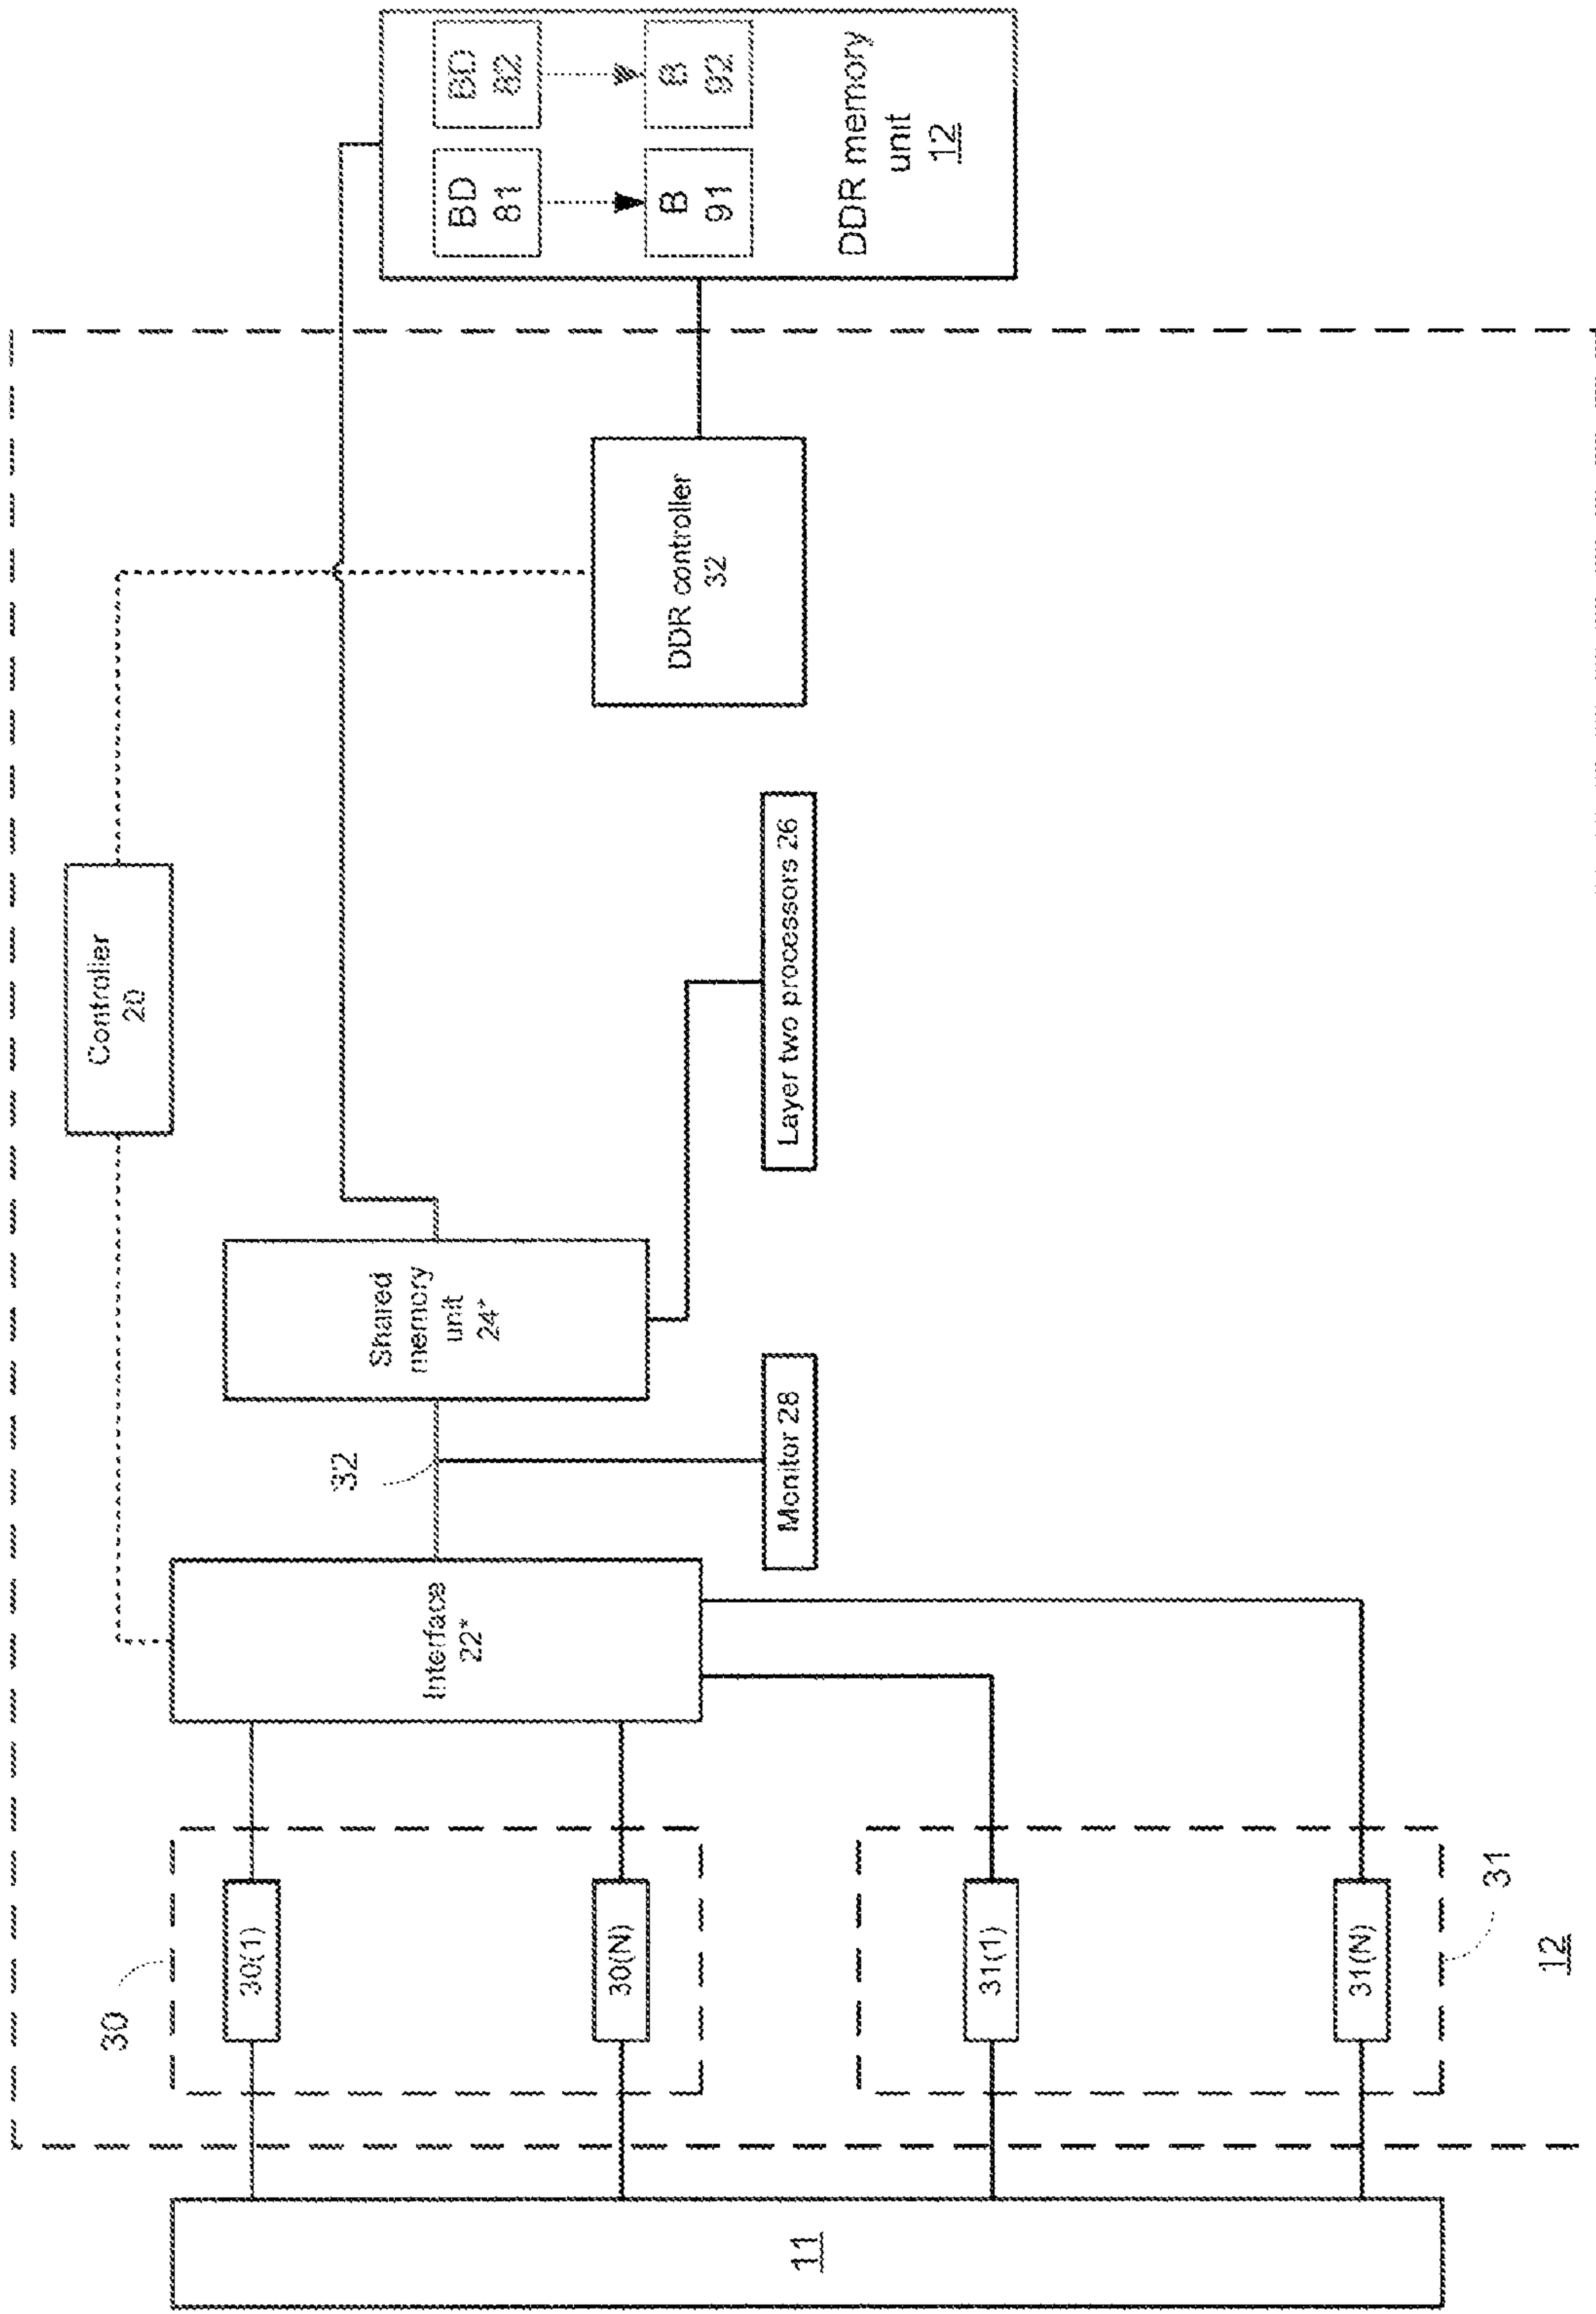 11
30
30(1)
30(N)
31(1)
31(N)
31
12
Interface
22*
32
Monitor 28
Shared
memory
unit
24*
Layer two processors 26
Controller
20
DDR controller
32
BD
81
BD
82
B
91
B
92
DDR memory
unit
12